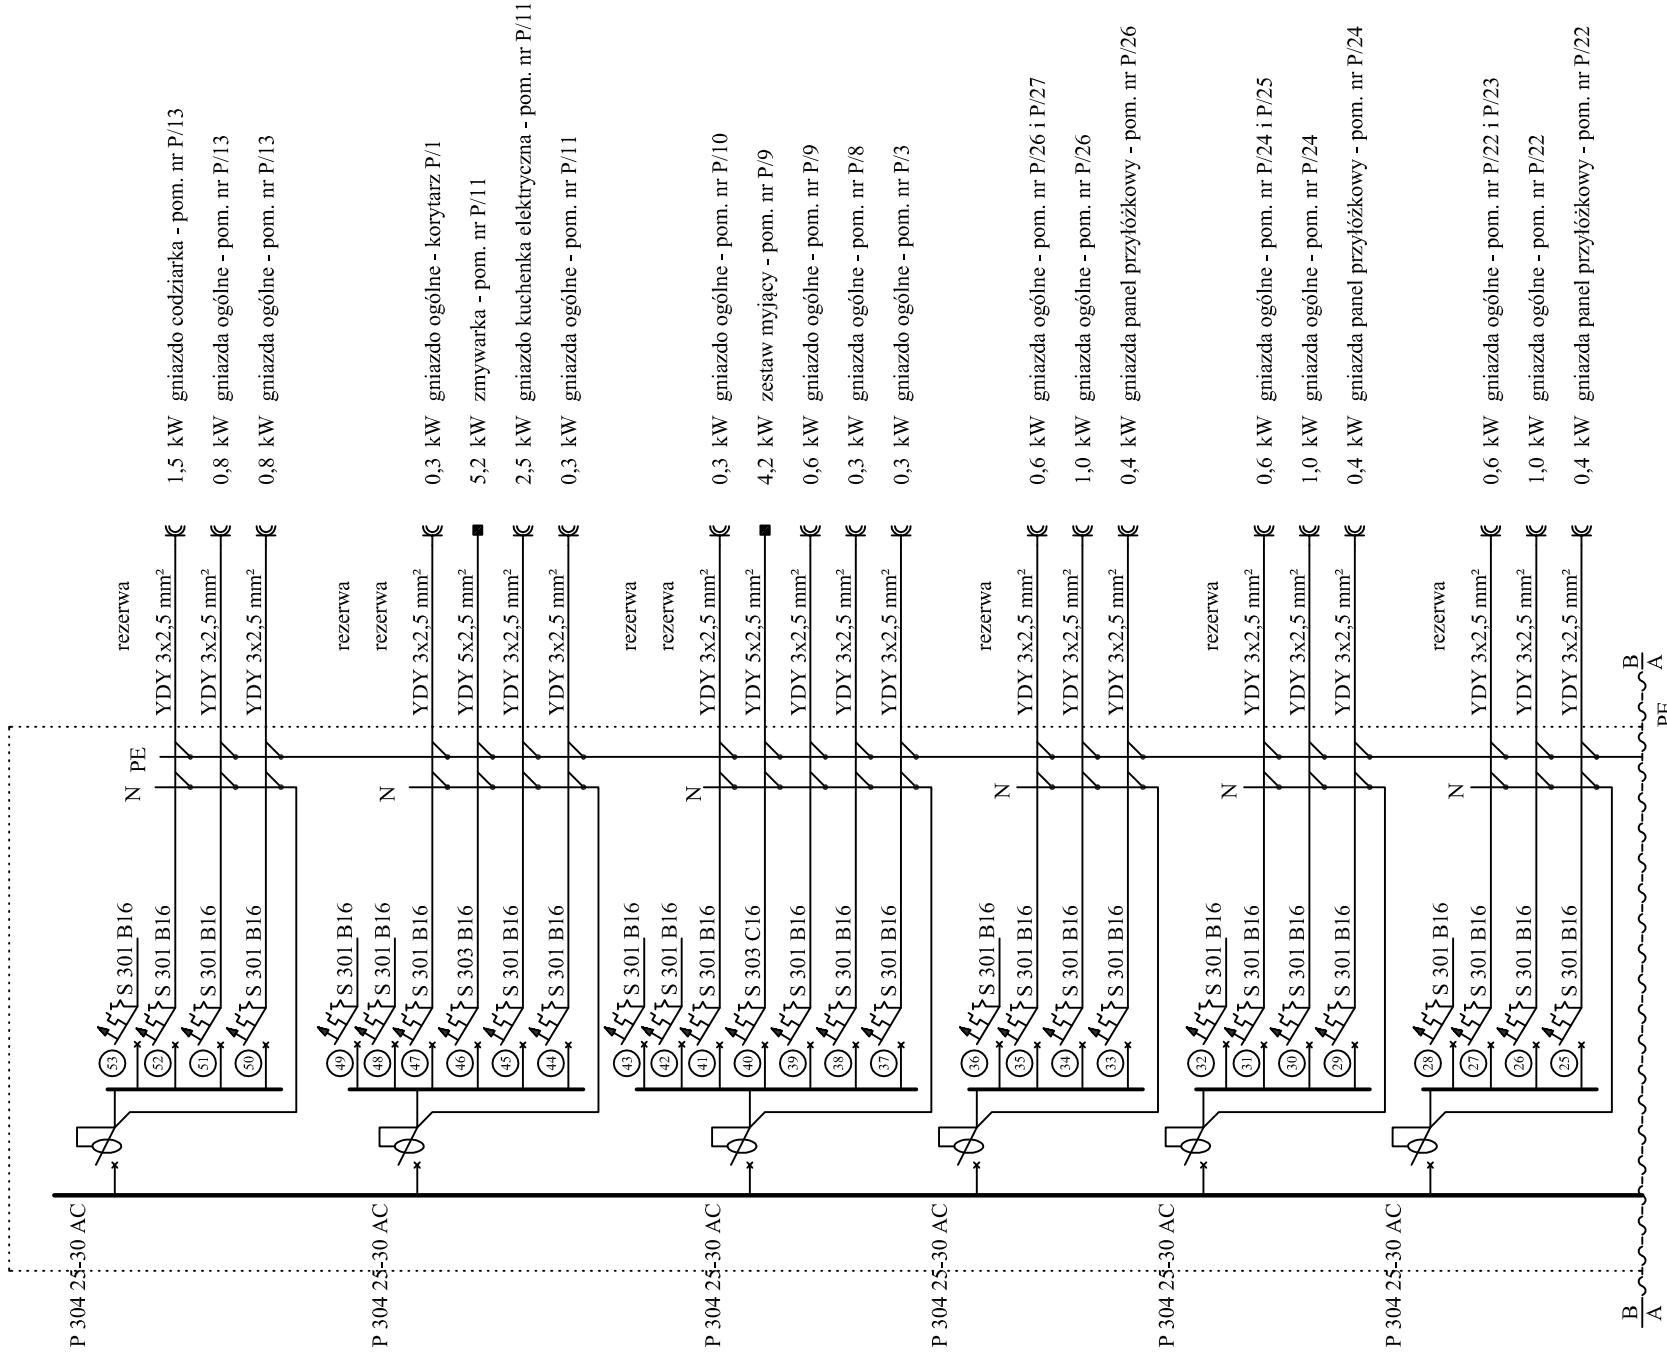 P 304 25-30 AC
53 S 301 B16 rezerwa
N PE
52 S 301 B16 YDY 3x2,5 mm² 1,5 kW gniazdo codziarka - pom. nr P/13
51 S 301 B16 YDY 3x2,5 mm² 0,8 kW gniazda ogólne - pom. nr P/13
50 S 301 B16 YDY 3x2,5 mm² 0,8 kW gniazda ogólne - pom. nr P/13
P 304 25-30 AC
49 S 301 B16 rezerwa
48 S 301 B16 rezerwa
N
47 S 301 B16 YDY 3x2,5 mm² 0,3 kW gniazdo ogólne - korytarz P/1
46 S 303 B16 YDY 5x2,5 mm² 5,2 kW zmywarka - pom. nr P/11
45 S 301 B16 YDY 3x2,5 mm² 2,5 kW gniazdo kuchenka elektryczna - pom. nr P/11
44 S 301 B16 YDY 3x2,5 mm² 0,3 kW gniazda ogólne - pom. nr P/11
P 304 25-30 AC
43 S 301 B16 rezerwa
42 S 301 B16 rezerwa
N
41 S 301 B16 YDY 3x2,5 mm² 0,3 kW gniazdo ogólne - pom. nr P/10
40 S 303 C16 YDY 5x2,5 mm² 4,2 kW zestaw myjący - pom. nr P/9
39 S 301 B16 YDY 3x2,5 mm² 0,6 kW gniazdo ogólne - pom. nr P/9
38 S 301 B16 YDY 3x2,5 mm² 0,3 kW gniazda ogólne - pom. nr P/8
37 S 301 B16 YDY 3x2,5 mm² 0,3 kW gniazdo ogólne - pom. nr P/3
P 304 25-30 AC
36 S 301 B16 rezerwa
N
35 S 301 B16 YDY 3x2,5 mm² 0,6 kW gniazda ogólne - pom. nr P/26 i P/27
34 S 301 B16 YDY 3x2,5 mm² 1,0 kW gniazda ogólne - pom. nr P/26
33 S 301 B16 YDY 3x2,5 mm² 0,4 kW gniazda panel przyłóżkowy - pom. nr P/26
P 304 25-30 AC
32 S 301 B16 rezerwa
N
31 S 301 B16 YDY 3x2,5 mm² 0,6 kW gniazda ogólne - pom. nr P/24 i P/25
30 S 301 B16 YDY 3x2,5 mm² 1,0 kW gniazda ogólne - pom. nr P/24
29 S 301 B16 YDY 3x2,5 mm² 0,4 kW gniazda panel przyłóżkowy - pom. nr P/24
P 304 25-30 AC
28 S 301 B16 rezerwa
N
27 S 301 B16 YDY 3x2,5 mm² 0,6 kW gniazda ogólne - pom. nr P/22 i P/23
26 S 301 B16 YDY 3x2,5 mm² 1,0 kW gniazda ogólne - pom. nr P/22
25 S 301 B16 YDY 3x2,5 mm² 0,4 kW gniazda panel przyłóżkowy - pom. nr P/22
B B
A A
PE